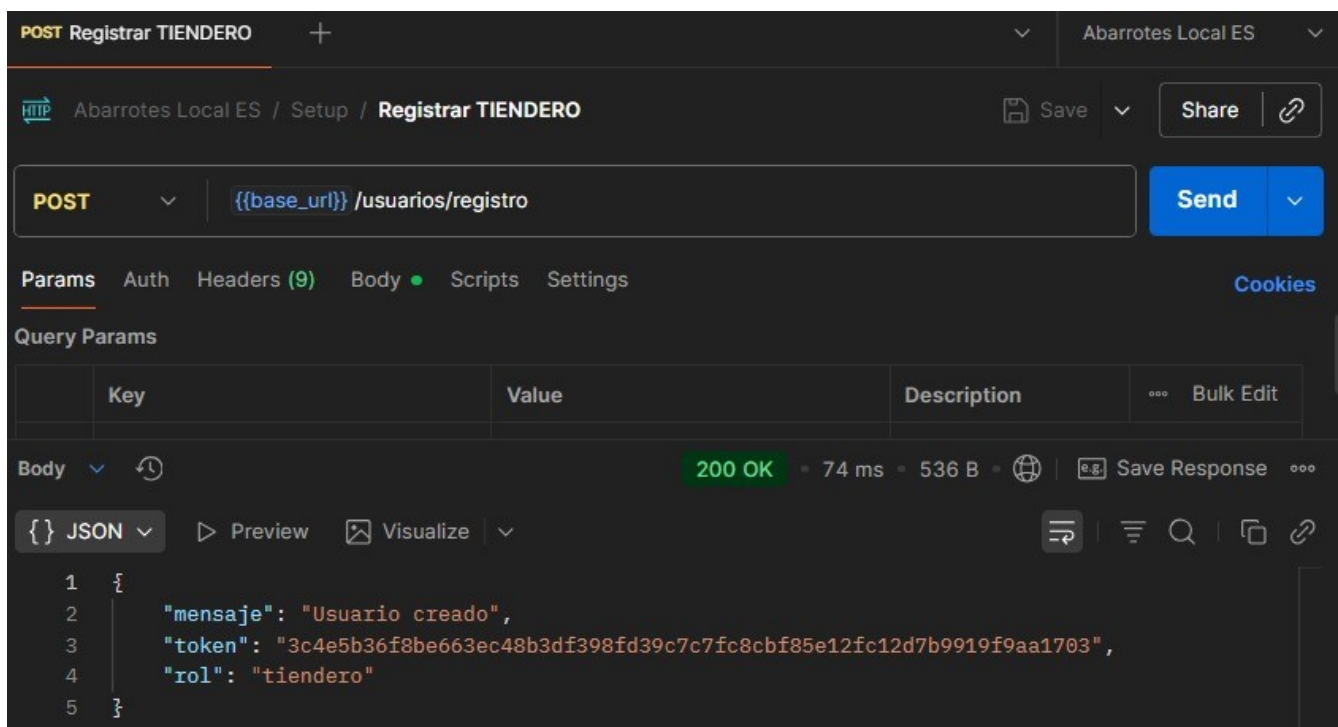 POST Registrar TIENDERO +
Abarrotes Local ES
HTTP Abarrotes Local ES / Setup / Registrar TIENDERO
Save
Share
POST
{{base_url}} /usuarios/registro
Send
Params Auth Headers (9) Body Scripts Settings
Cookies
Query Params
Key Value Description ooo Bulk Edit
Body
200 OK • 74 ms • 536 B • e.g. Save Response ooo
{} JSON Preview Visualize
1 {
2 "mensaje": "Usuario creado",
3 "token": "3c4e5b36f8be663ec48b3df398fd39c7c7fc8cbf85e12fc12d7b9919f9aa1703",
4 "rol": "tiendero"
5 }